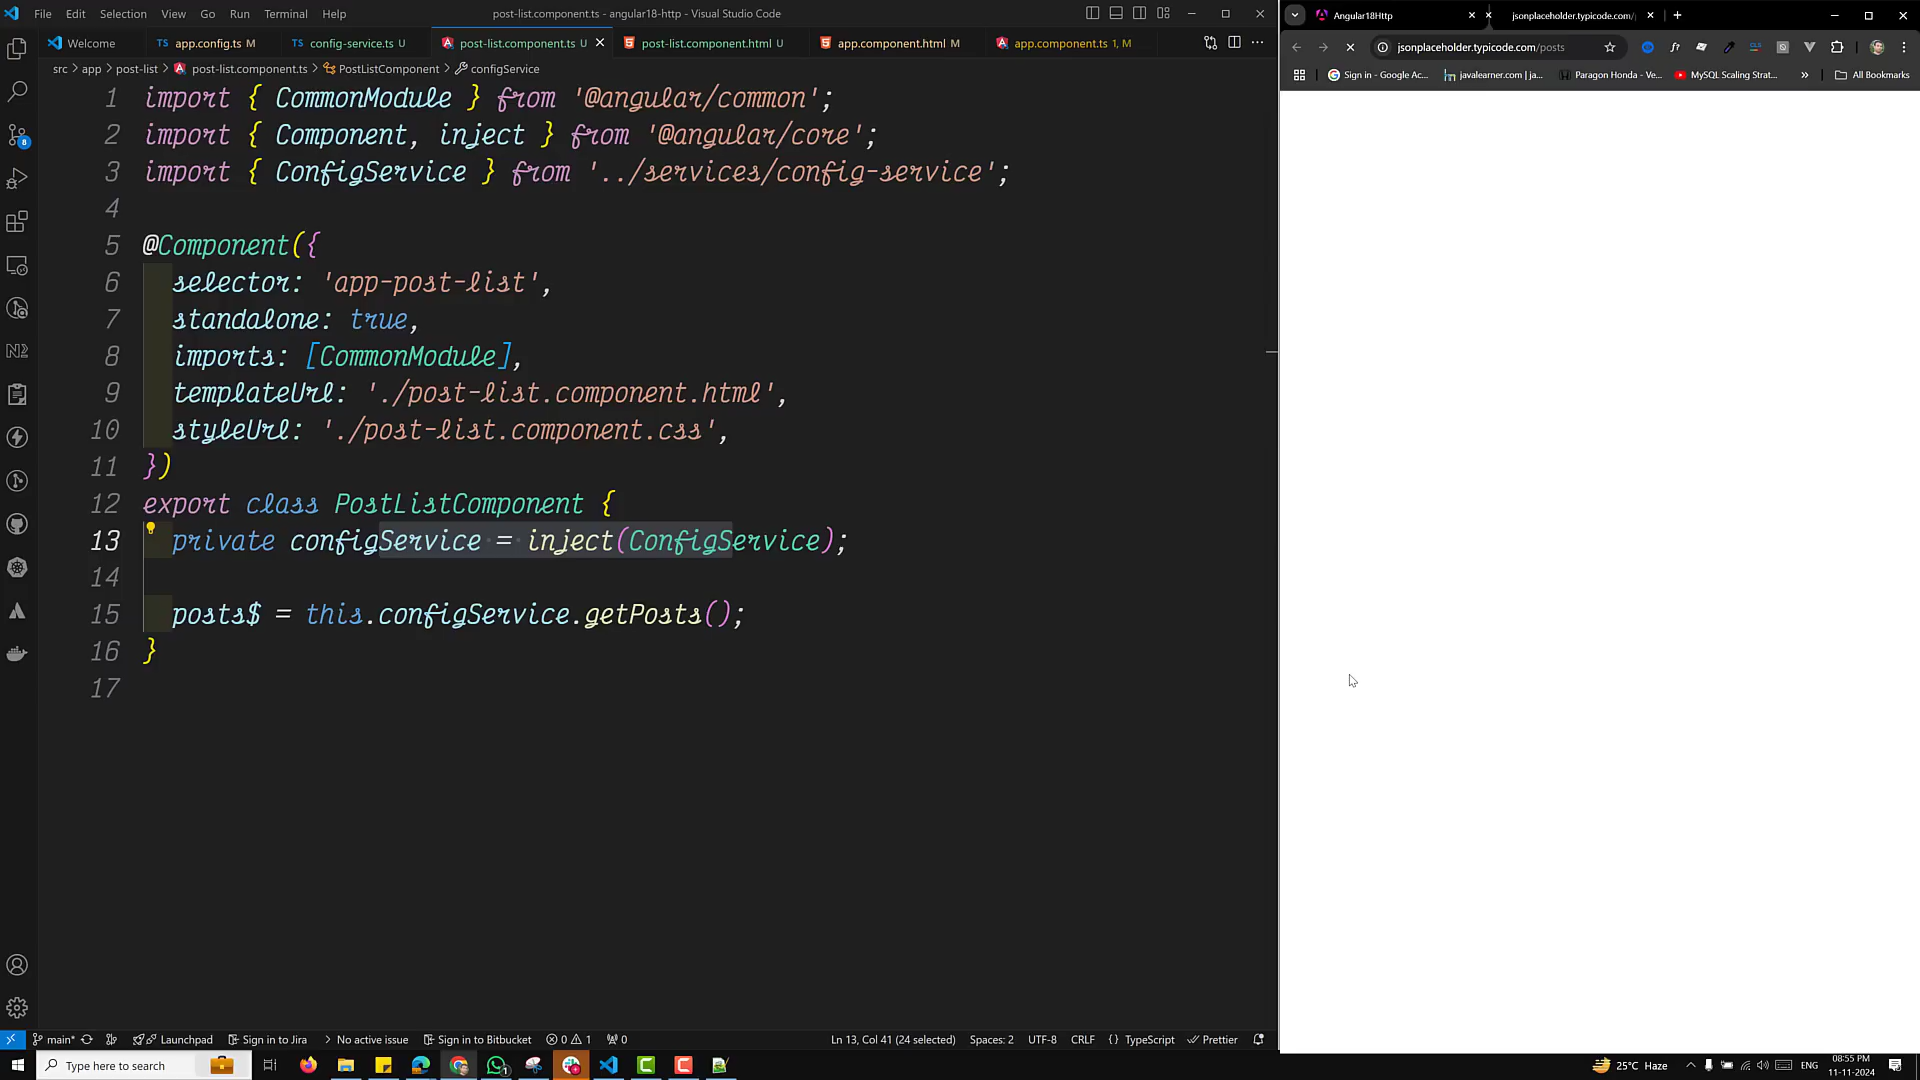 File Edit Selection View Go Run Terminal Help
post-list.component.ts - angular18-http - Visual Studio Code
Welcome
TS app.config.ts M
TS config-service.ts U
post-list.component.ts U
post-list.component.html U
app.component.html M
app.component.ts 1, M
src > app > post-list > post-list.component.ts > PostListComponent > configService
1 import { CommonModule } from '@angular/common';
2 import { Component, inject } from '@angular/core';
3 import { ConfigService } from '../services/config-service';
4
5 @Component({
6 selector: 'app-post-list',
7 standalone: true,
8 imports: [CommonModule],
9 templateUrl: './post-list.component.html',
10 styleUrl: './post-list.component.css',
11 })
12 export class PostListComponent {
13 private configService = inject(ConfigService);
14
15 posts$ = this.configService.getPosts();
16 }
17
8
N2
main* Launchpad Sign in to Jira No active issue Sign in to Bitbucket 0 1 0
Ln 13, Col 41 (24 selected) Spaces: 2 UTF-8 CRLF { } TypeScript Prettier
Angular18Http
jsonplaceholder.typicode.com/
jsonplaceholder.typicode.com/posts
Sign in - Google Ac... javalearner.com | ja... Paragon Honda - Ve... MySQL Scaling Strat... » All Bookmarks
Type here to search
25°C Haze
ENG
08:55 PM
11-11-2024